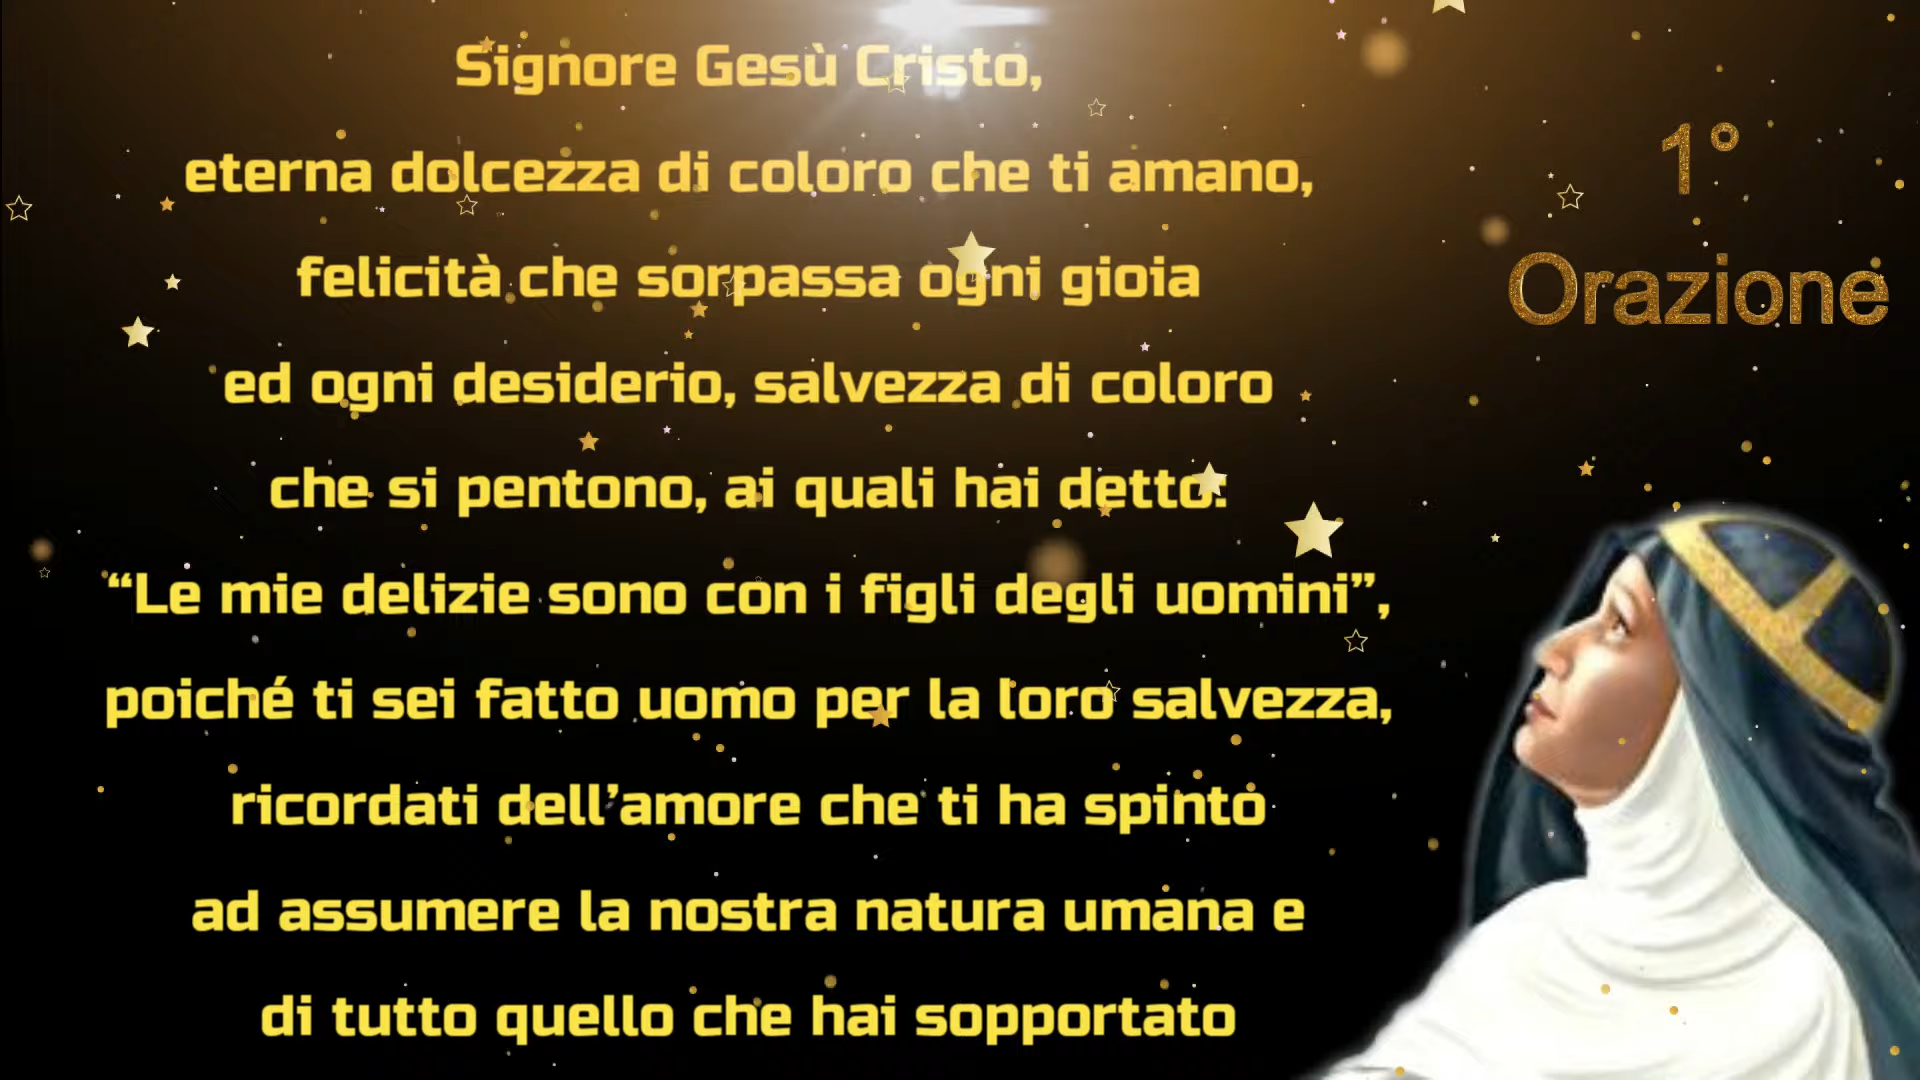 Signore Gesù Cristo,
eterna dolcezza di coloro che ti amano,
felicità che sorpassa ogni gioia
ed ogni desiderio, salvezza di coloro
che si pentono, ai quali hai detto:
“Le mie delizie sono con i figli degli uomini”,
poiché ti sei fatto uomo per la loro salvezza,
ricordati dell’amore che ti ha spinto
ad assumere la nostra natura umana e
di tutto quello che hai sopportato
1°
Orazione